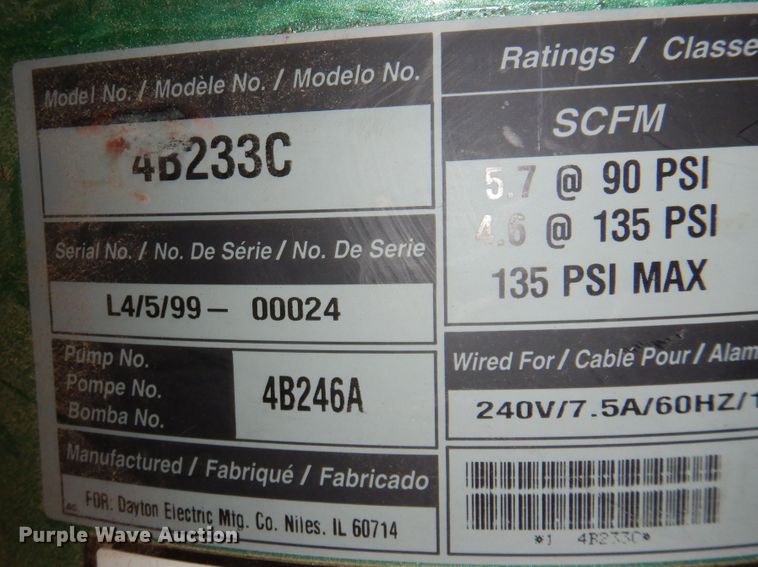 Model No. / Modèle No. / Modelo No.
4B233C
Serial No. / No. De Série / No. De Serie
L4/5/99 - 00024
Pump No.
Pompe No.
Bomba No.
4B246A
Manufactured / Fabriqué / Fabricado
FOR: Dayton Electric Mfg. Co. Niles, IL 60714
Ratings / Classe
SCFM
5.7 @ 90 PSI
4.6 @ 135 PSI
135 PSI MAX
Wired For / Cablé Pour / Alam
240V/7.5A/60HZ/1
*1 4B233C*
Purple Wave Auction